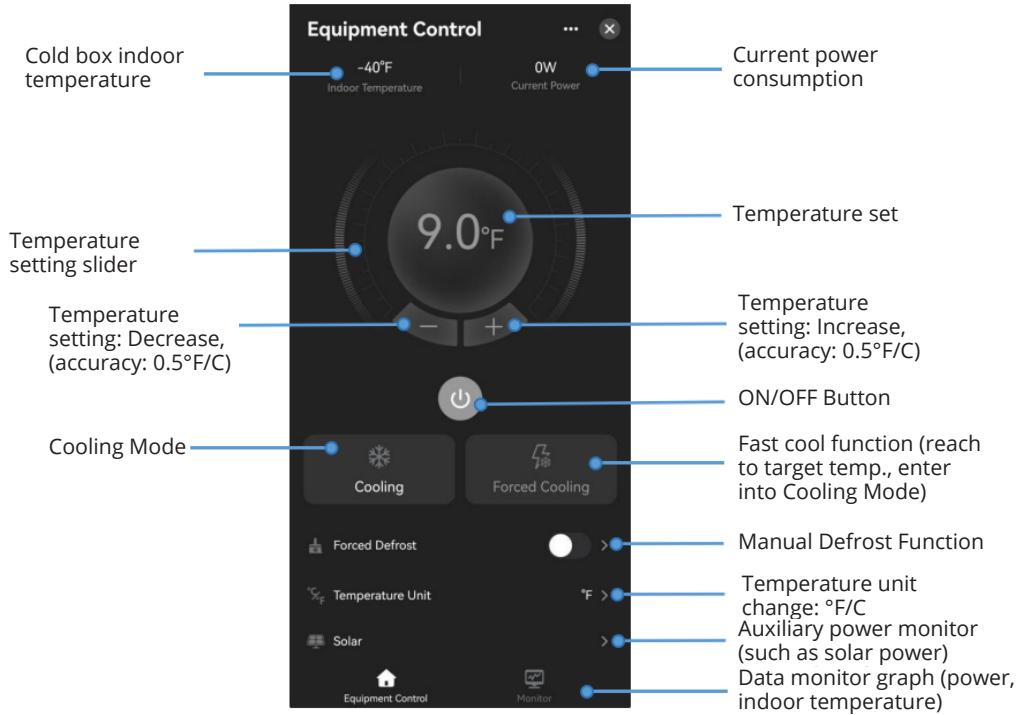 Equipment Control
Cold box indoor
temperature
-40°F
Indoor Temperature
0W
Current Power
Current power
consumption
9.0°F
Temperature set
Temperature
setting slider
Temperature
setting: Decrease,
(accuracy: 0.5°F/C)
Temperature
setting: Increase,
(accuracy: 0.5°F/C)
ON/OFF Button
Cooling Mode
Cooling
Forced Cooling
Fast cool function (reach
to target temp., enter
into Cooling Mode)
Forced Defrost
Manual Defrost Function
°C/°F Temperature Unit
°F
Temperature unit
change: °F/C
Solar
Auxiliary power monitor
(such as solar power)
Equipment Control
Monitor
Data monitor graph (power,
indoor temperature)